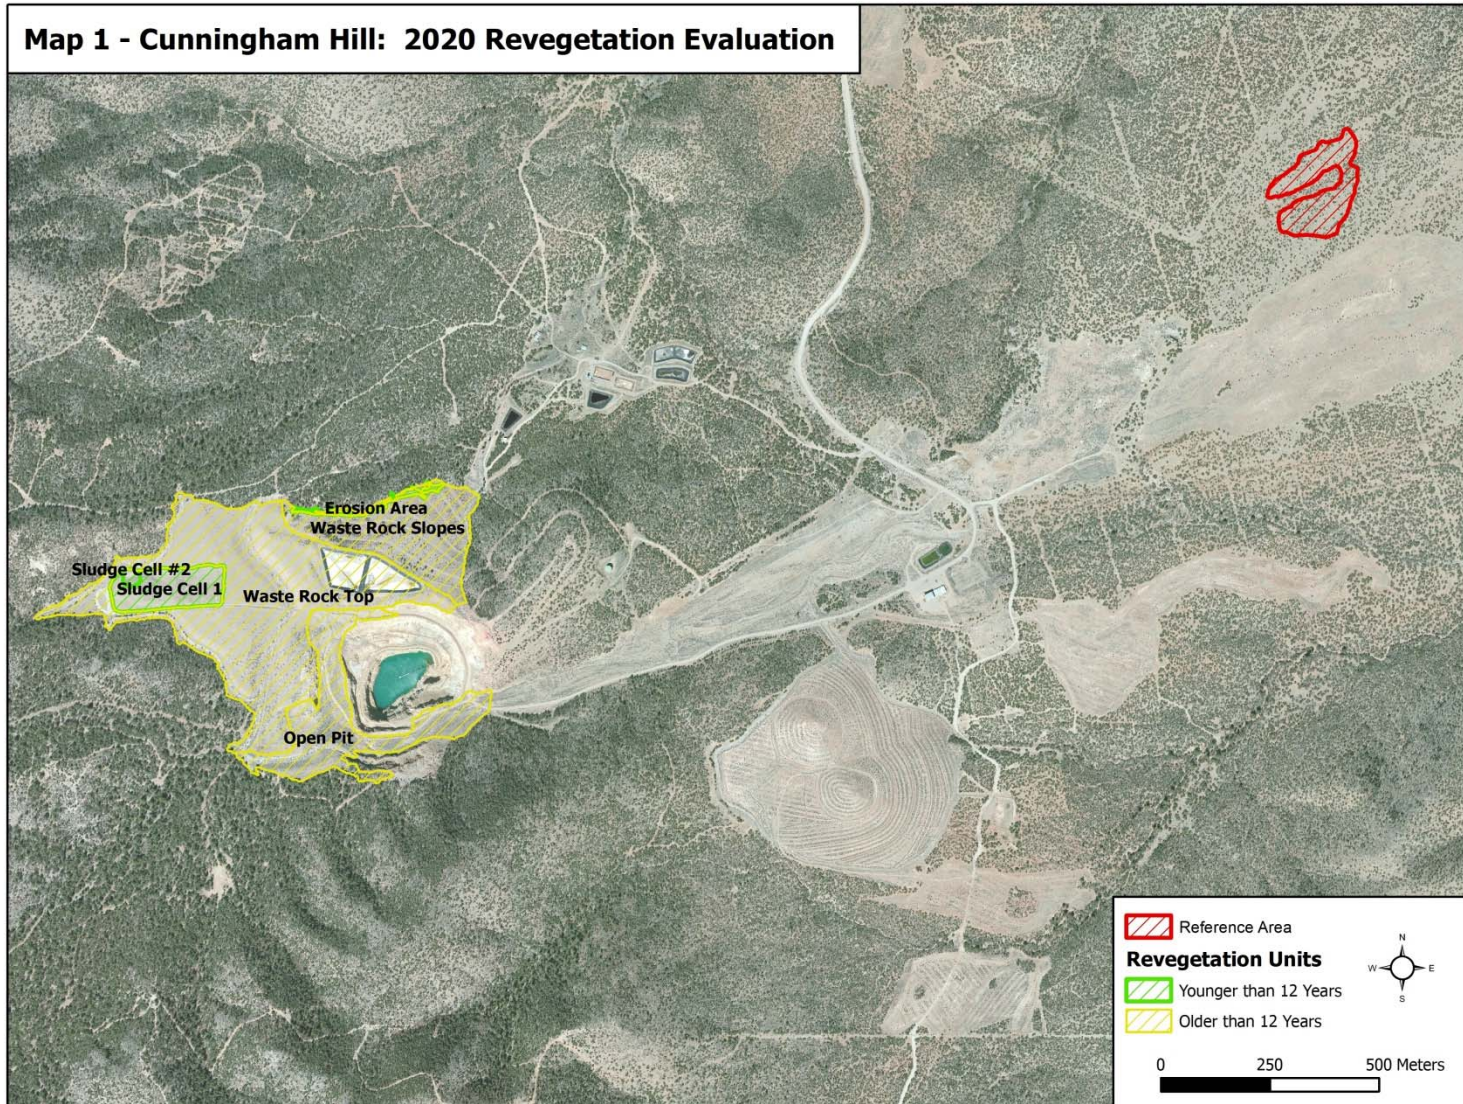 Map 1 - Cunningham Hill: 2020 Revegetation Evaluation
Erosion Area
Waste Rock Slopes
Sludge Cell #2
Sludge Cell 1
Waste Rock Top
Open Pit
Reference Area
Revegetation Units
Younger than 12 Years
Older than 12 Years
N
W E
S
0 250 500 Meters